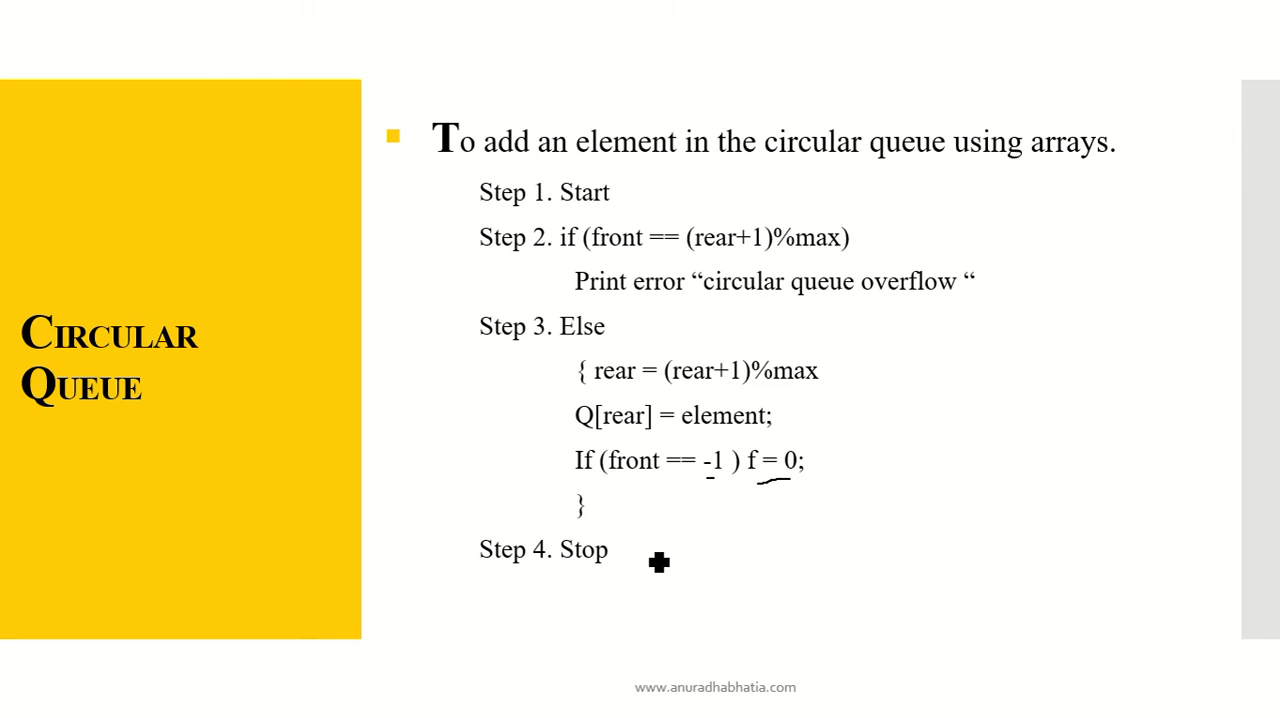 CIRCULAR
QUEUE
To add an element in the circular queue using arrays.
Step 1. Start
Step 2. if (front == (rear+1)%max)
Print error “circular queue overflow “
Step 3. Else
{ rear = (rear+1)%max
Q[rear] = element;
If (front == -1 ) f = 0;
}
Step 4. Stop
www.anuradhabhatia.com